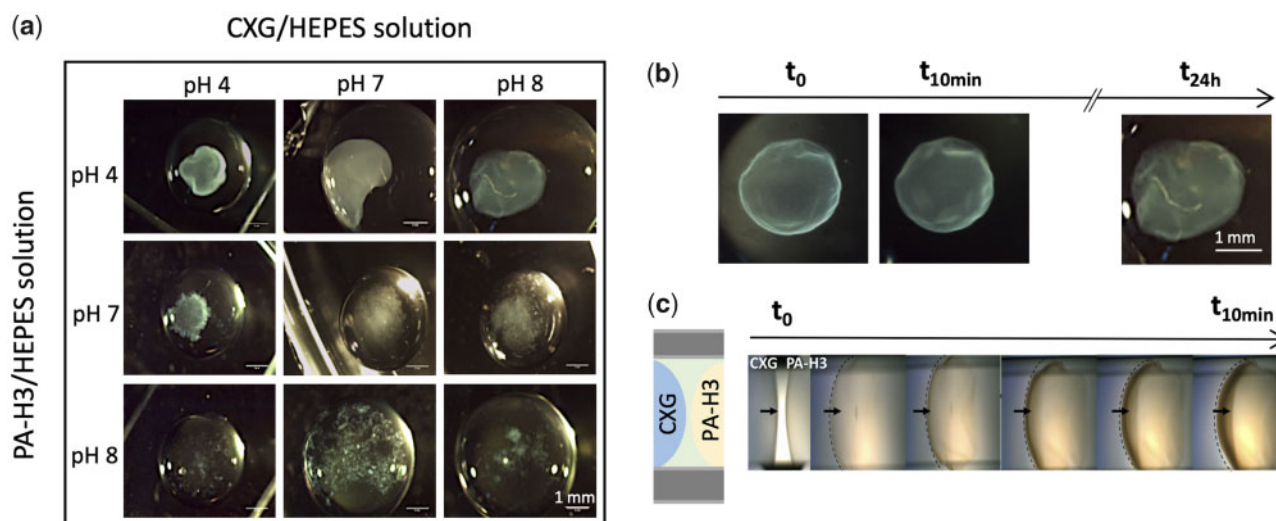 (a)
CXG/HEPES solution
pH 4 pH 7 pH 8
PA-H3/HEPES solution
pH 4
pH 7
pH 8
1 mm
(b)
t0 t10min t24h
1 mm
(c)
t0 t10min
CXG PA-H3
CXG PA-H3